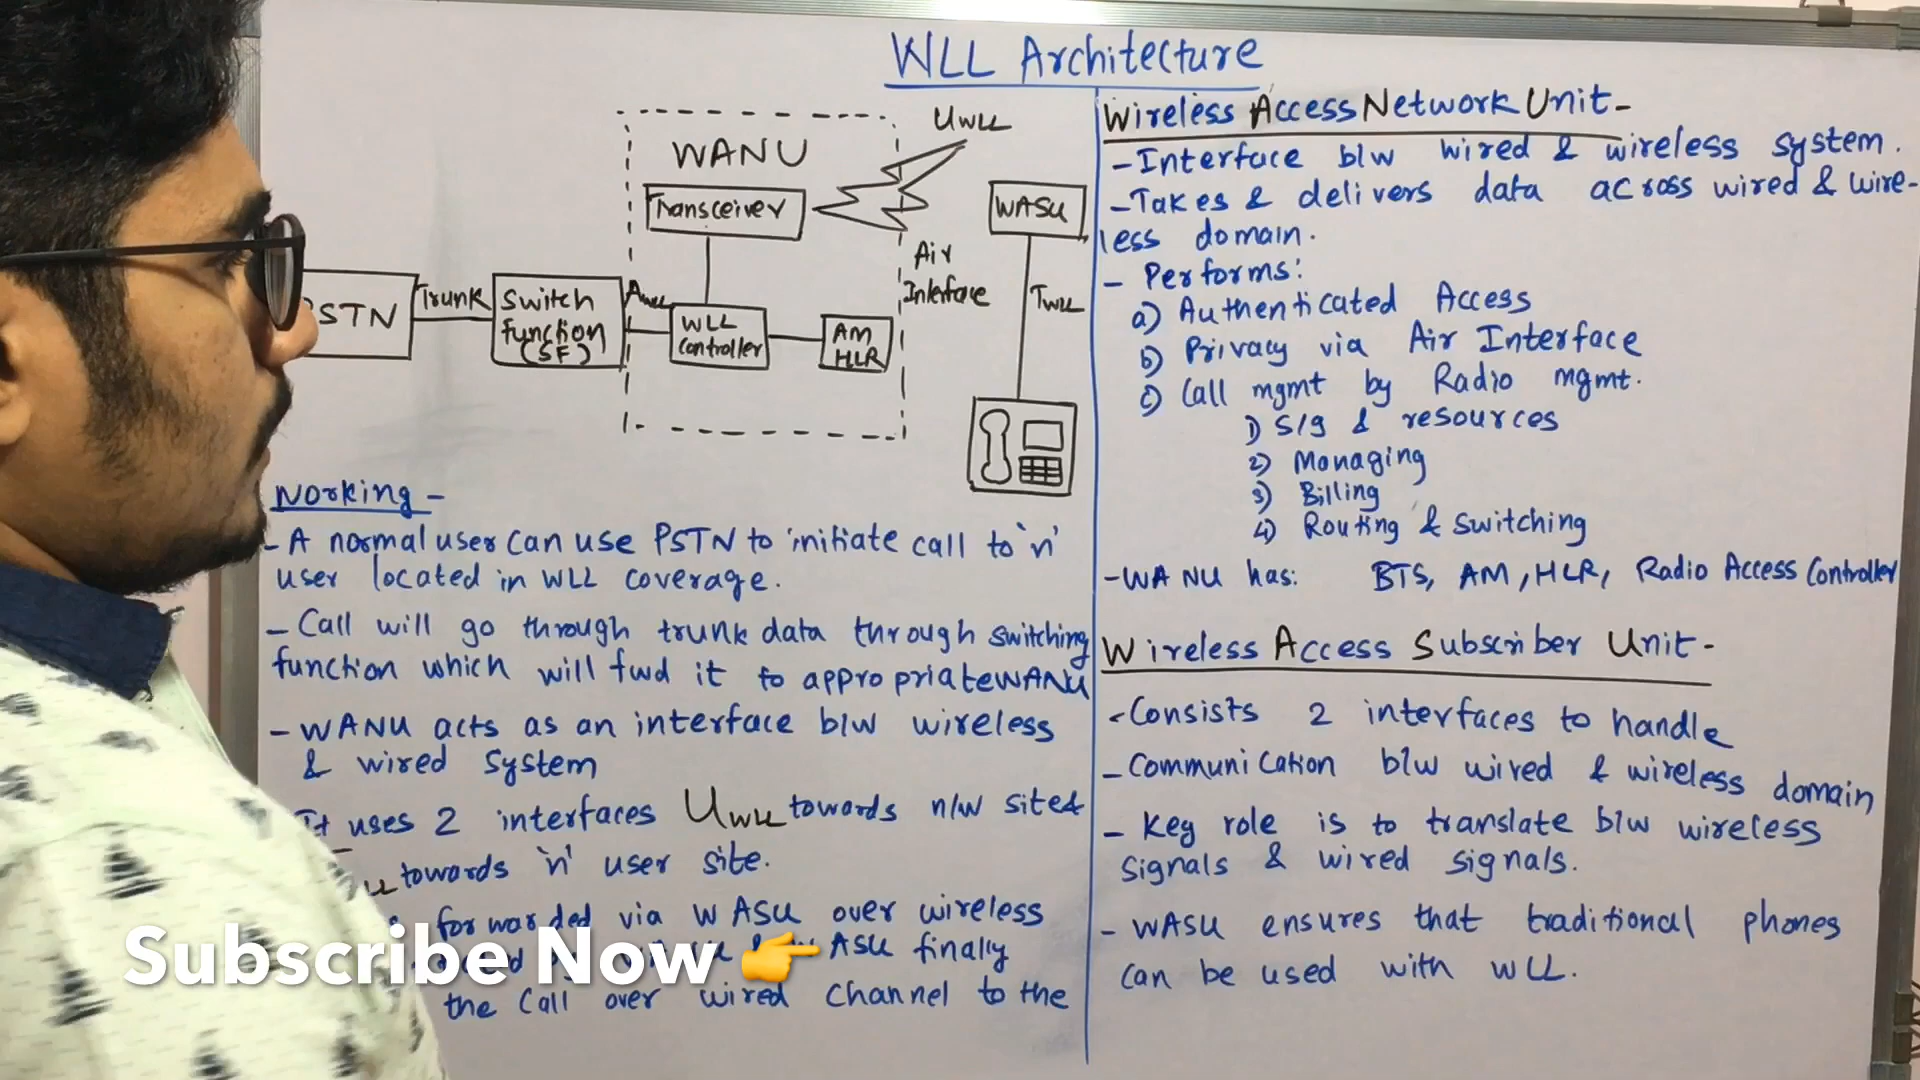 WLL Architecture
WANU
UWLL
Transceiver
WASU
Air
Interface
PSTN
Trunk
Switch
function
(SF)
AWLL
WLL
Controller
AM
HLR
TWLL
Working -
- A normal user can use PSTN to initiate call to 'n'
user located in WLL coverage.
- Call will go through trunk data through switching
function which will fwd it to appropriate WANU
- WANU acts as an interface b/w wireless
& wired System
It uses 2 interfaces UWLL towards n/w site &
LL towards 'n' user site.
forwarded via WASU over wireless
ASU finally
the Call over wired channel to the
Wireless Access Network Unit -
- Interface b/w wired & wireless system.
- Takes & delivers data across wired & wire-
less domain.
- Performs:
a) Authenticated Access
b) Privacy via Air Interface
c) Call mgmt by Radio mgmt.
1) S/g & resources
2) Managing
3) Billing
4) Routing & switching
- WANU has: BTS, AM, HLR, Radio Access Controller
Wireless Access Subscriber Unit -
- Consists 2 interfaces to handle
- Communication b/w wired & wireless domain
- Key role is to translate b/w wireless
signals & wired signals.
- WASU ensures that traditional phones
can be used with WLL.
Subscribe Now